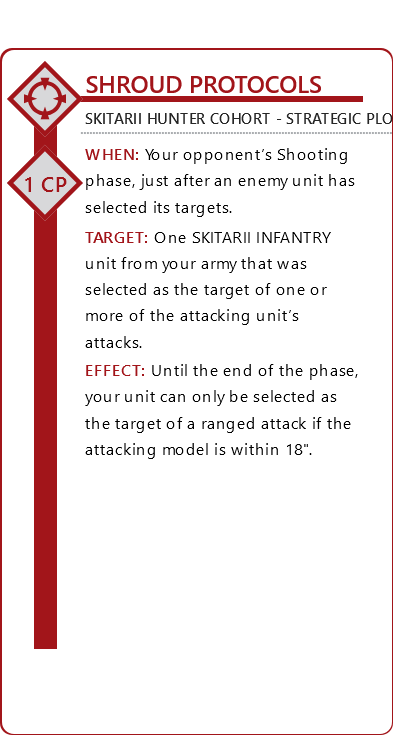 SHROUD PROTOCOLS
SKITARII HUNTER COHORT - STRATEGIC PLO
1 CP
WHEN: Your opponent's Shooting
phase, just after an enemy unit has
selected its targets.
TARGET: One SKITARII INFANTRY
unit from your army that was
selected as the target of one or
more of the attacking unit's
attacks.
EFFECT: Until the end of the phase,
your unit can only be selected as
the target of a ranged attack if the
attacking model is within 18".